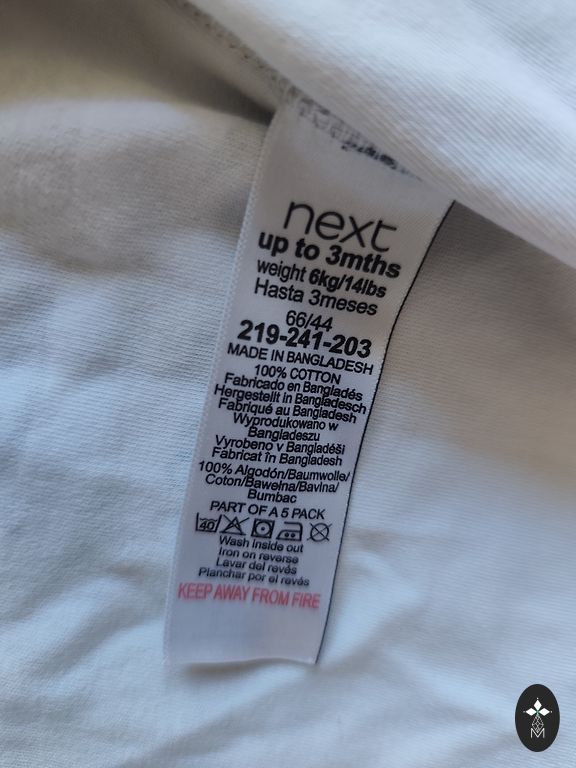 next
up to 3mths
weight 6kg/14lbs
Hasta 3meses
66/44
219-241-203
MADE IN BANGLADESH
100% COTTON
Fabricado en Bangladés
Hergestellt in Bangladesch
Fabriqué au Bangladesh
Wyprodukowano w
Bangladeszu
Vyrobeno v Bangladéši
Fabricat în Bangladesh
100% Algodón/Baumwolle/
Coton/Bawełna/Bavlna/
Bumbac
PART OF A 5 PACK
40
Wash inside out
Iron on reverse
Lavar del revés
Planchar por el revés
KEEP AWAY FROM FIRE
M